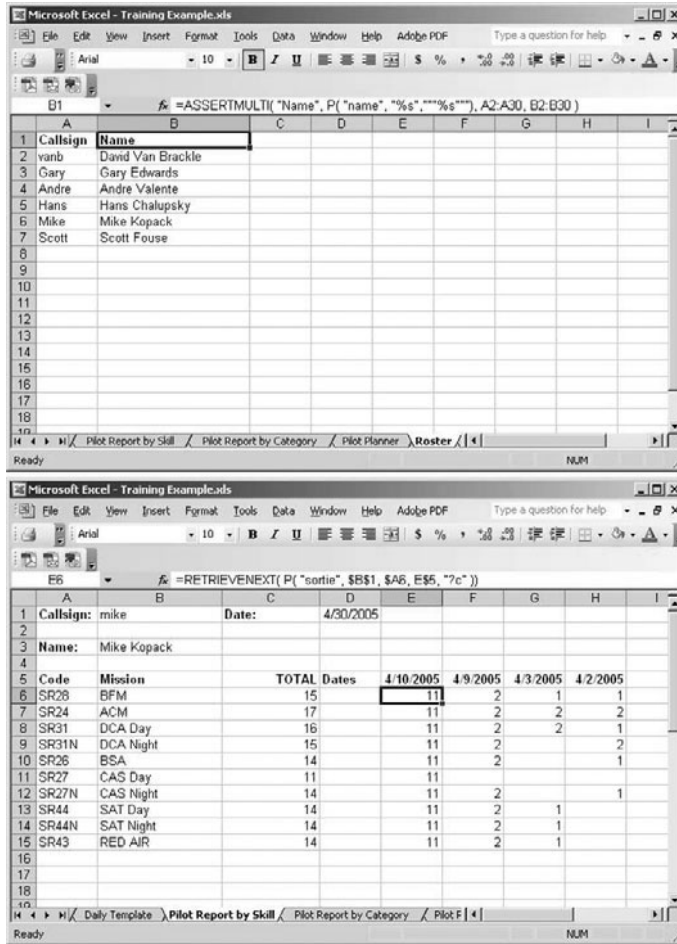 Microsoft Excel - Training Example.xls
File Edit View Insert Format Tools Data Window Help Adobe PDF Type a question for help
Arial 10 B I U $ % ,
B1 fx =ASSERTMULTI( "Name", P( "name", "%s","""%s"""), A2:A30, B2:B30 )
A B C D E F G H I
1 Callsign Name
2 vanb David Van Brackle
3 Gary Gary Edwards
4 Andre Andre Valente
5 Hans Hans Chalupsky
6 Mike Mike Kopack
7 Scott Scott Fouse
8
9
10
11
12
13
14
15
16
17
18
19
Pilot Report by Skill Pilot Report by Category Pilot Planner Roster
Ready NUM
Microsoft Excel - Training Example.xls
File Edit View Insert Format Tools Data Window Help Adobe PDF Type a question for help
Arial 10 B I U $ % ,
E6 fx =RETRIEVENEXT( P( "sortie", $B$1, $A6, E$5, "?c" ))
A B C D E F G H I
1 Callsign: mike Date: 4/30/2005
2
3 Name: Mike Kopack
4
5 Code Mission TOTAL Dates 4/10/2005 4/9/2005 4/3/2005 4/2/2005
6 SR28 BFM 15 11 2 1 1
7 SR24 ACM 17 11 2 2 2
8 SR31 DCA Day 16 11 2 2 1
9 SR31N DCA Night 15 11 2 2
10 SR26 BSA 14 11 2 1
11 SR27 CAS Day 11 11
12 SR27N CAS Night 14 11 2 1
13 SR44 SAT Day 14 11 2 1
14 SR44N SAT Night 14 11 2 1
15 SR43 RED AIR 14 11 2 1
16
17
18
19
Daily Template Pilot Report by Skill Pilot Report by Category Pilot F
Ready NUM